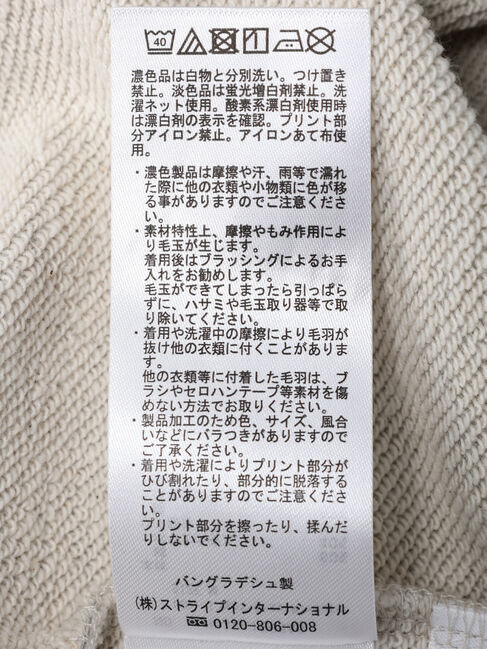 40
濃色品は白物と分別洗い。つけ置き
禁止。淡色品は蛍光増白剤禁止。洗
濯ネット使用。酸素系漂白剤使用時
は漂白剤の表示を確認。プリント部
分アイロン禁止。アイロンあて布使
用。
・濃色製品は摩擦や汗、雨等で濡れ
た際に他の衣類や小物類に色が移
る事がありますのでご注意くださ
い。
・素材特性上、摩擦やもみ作用によ
り毛玉が生じます。
着用後はブラッシングによるお手
入れをお勧めします。
毛玉ができてしまったら引っぱら
ずに、ハサミや毛玉取り器等で取
り除いてください。
・着用や洗濯中の摩擦により毛羽が
抜け他の衣類に付くことがありま
す。
他の衣類等に付着した毛羽は、ブ
ラシやセロハンテープ等素材を傷
めない方法でお取りください。
・製品加工のため色、サイズ、風合
いなどにバラつきがありますので
ご了承ください。
・着用や洗濯によりプリント部分が
ひび割れたり、部分的に脱落する
ことがありますのでご注意くださ
い。
プリント部分を擦ったり、揉んだ
りしないでください。
バングラデシュ製
(株)ストライプインターナショナル
0120-806-008